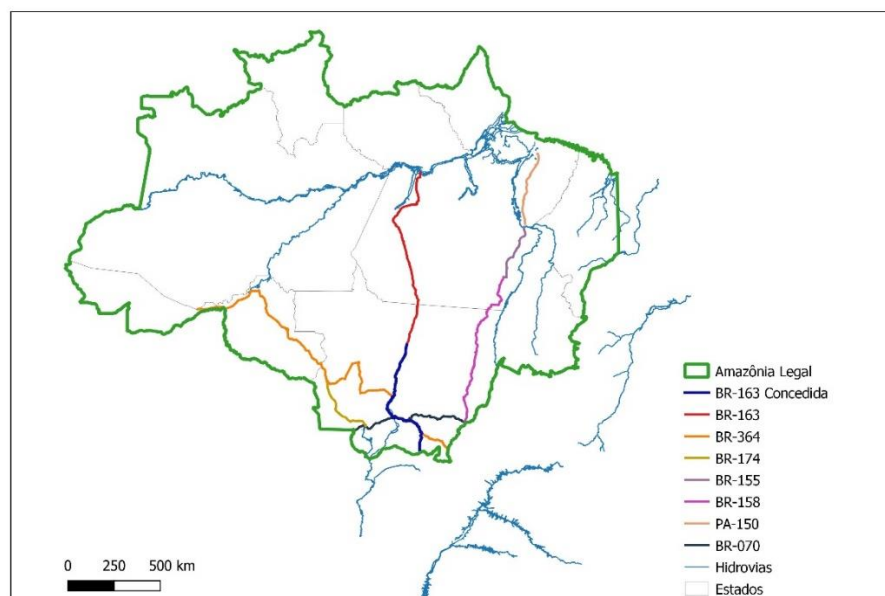 Amazônia Legal
BR-163 Concedida
BR-163
BR-364
BR-174
BR-155
BR-158
PA-150
BR-070
Hidrovias
Estados
0 250 500 km